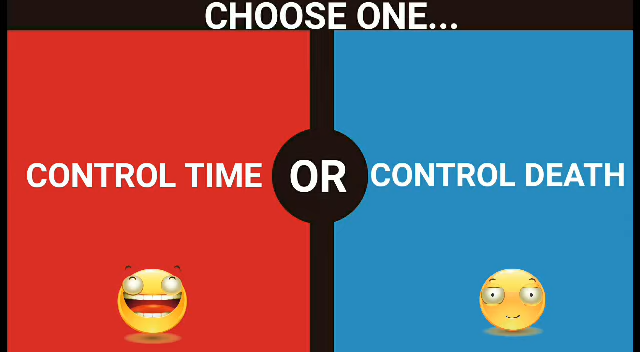 CHOOSE ONE...
CONTROL TIME
OR
CONTROL DEATH